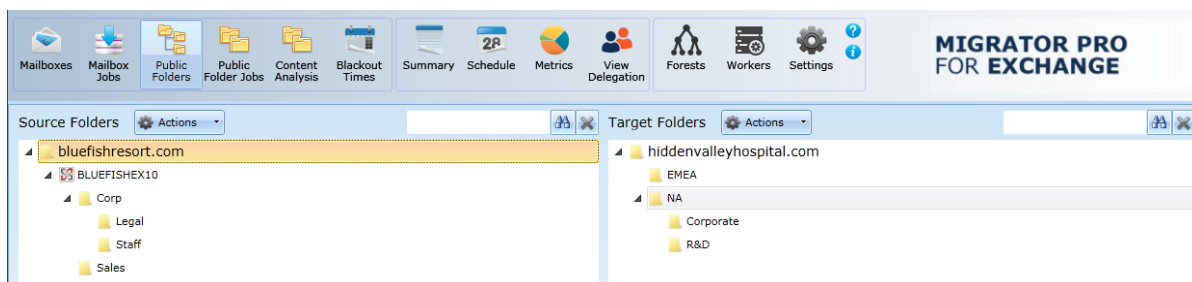 Mailboxes
Mailbox Jobs
Public Folders
Public Folder Jobs
Content Analysis
Blackout Times
Summary
28
Schedule
Metrics
View Delegation
Forests
Workers
Settings
?
i
MIGRATOR PRO
FOR EXCHANGE
Source Folders
Actions
Target Folders
Actions
bluefishresort.com
BLUEFISHEX10
Corp
Legal
Staff
Sales
hiddenvalleyhospital.com
EMEA
NA
Corporate
R&D